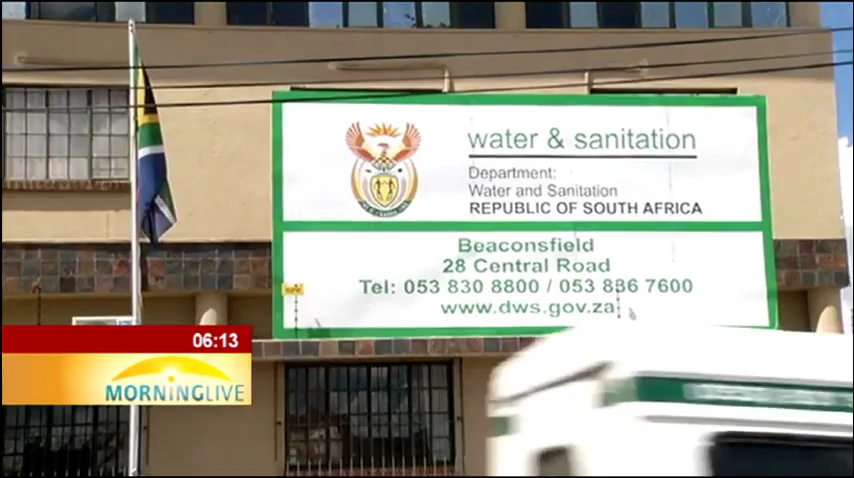 water & sanitation
Department:
Water and Sanitation
REPUBLIC OF SOUTH AFRICA
Beaconsfield
28 Central Road
Tel: 053 830 8800 / 053 836 7600
www.dws.gov.za
06:13
MORNINGLIVE